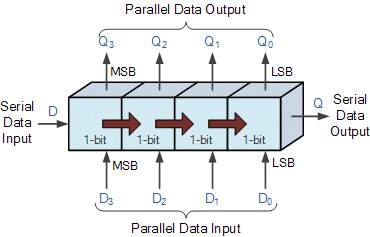 Parallel Data Output
Q3 Q2 Q1 Q0
MSB LSB
Serial Data Input
D
Q
Serial Data Output
1-bit 1-bit 1-bit 1-bit
MSB LSB
D3 D2 D1 D0
Parallel Data Input